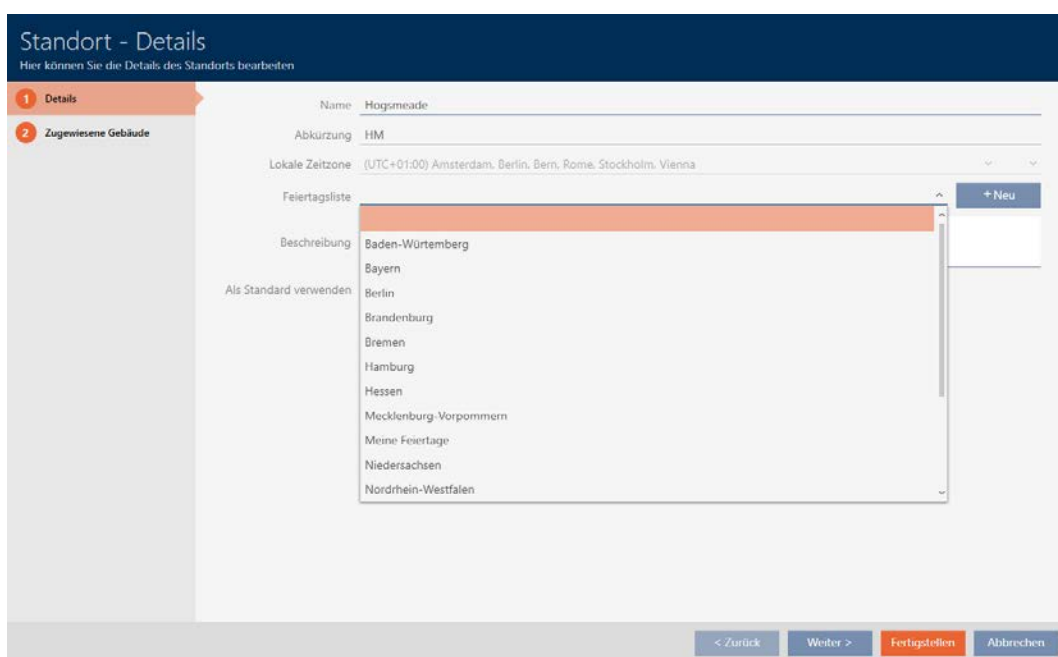 Standort - Details
Hier können Sie die Details des Standorts bearbeiten
1 Details
2 Zugewiesene Gebäude
Name Hogsmeade
Abkürzung HM
Lokale Zeitzone (UTC+01:00) Amsterdam, Berlin, Bern, Rome, Stockholm, Vienna
Feiertagsliste + Neu
Beschreibung
Als Standard verwenden
Baden-Würtemberg
Bayern
Berlin
Brandenburg
Bremen
Hamburg
Hessen
Mecklenburg-Vorpommern
Meine Feiertage
Niedersachsen
Nordrhein-Westfalen
< Zurück Weiter > Fertigstellen Abbrechen